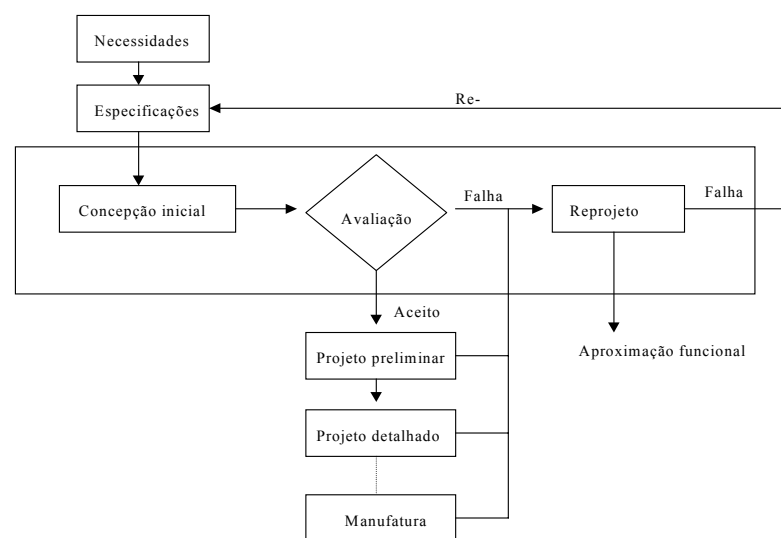 Necessidades
Especificações
Re-
Concepção inicial
Avaliação
Falha
Reprojeto
Falha
Aceito
Projeto preliminar
Aproximação funcional
Projeto detalhado
Manufatura